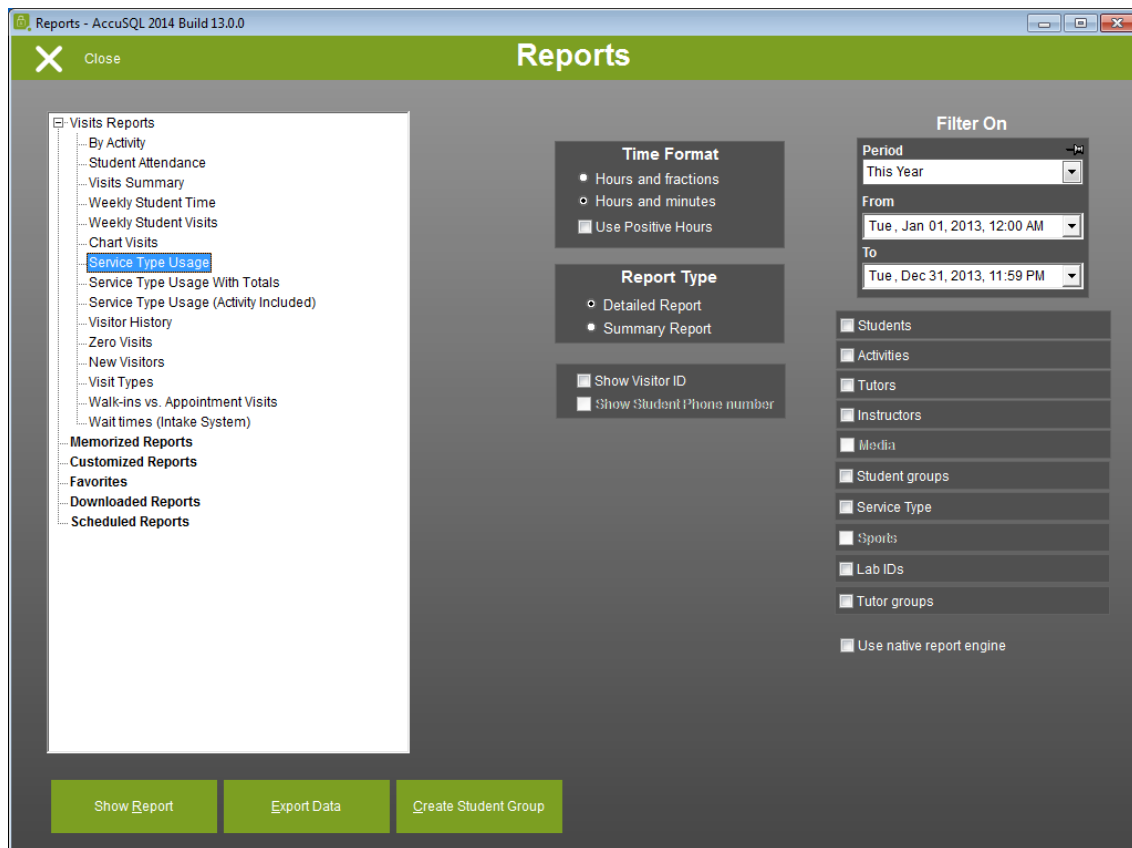 Reports - AccuSQL 2014 Build 13.0.0
Close
Reports
Visits Reports
By Activity
Student Attendance
Visits Summary
Weekly Student Time
Weekly Student Visits
Chart Visits
Service Type Usage
Service Type Usage With Totals
Service Type Usage (Activity Included)
Visitor History
Zero Visits
New Visitors
Visit Types
Walk-ins vs. Appointment Visits
Wait times (Intake System)
Memorized Reports
Customized Reports
Favorites
Downloaded Reports
Scheduled Reports
Time Format
Hours and fractions
Hours and minutes
Use Positive Hours
Report Type
Detailed Report
Summary Report
Show Visitor ID
Show Student Phone number
Filter On
Period
This Year
From
Tue, Jan 01, 2013, 12:00 AM
To
Tue, Dec 31, 2013, 11:59 PM
Students
Activities
Tutors
Instructors
Media
Student groups
Service Type
Sports
Lab IDs
Tutor groups
Use native report engine
Show Report
Export Data
Create Student Group